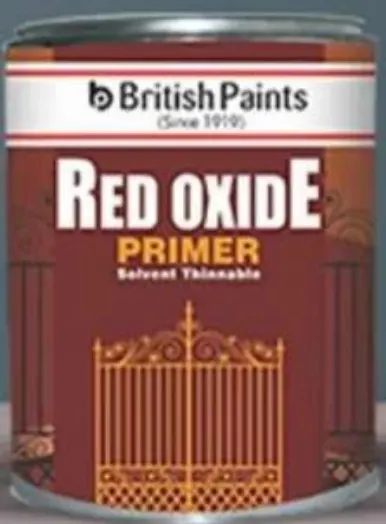 British Paints
(Since 1919)
RED OXIDE
PRIMER
Solvent Thinnable